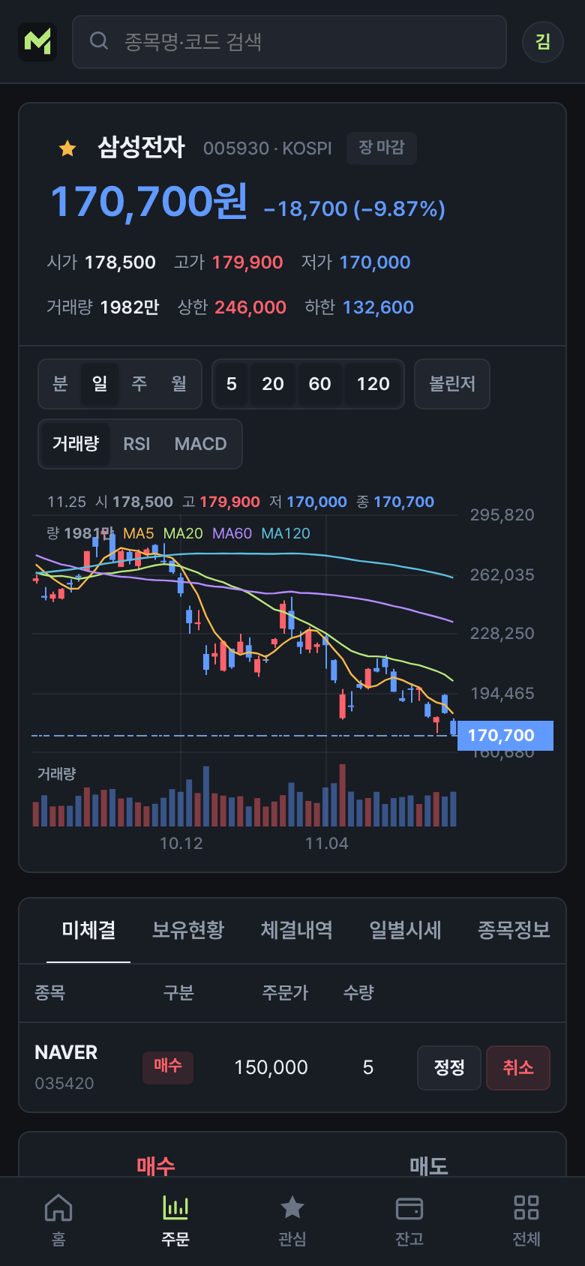 종목명·코드 검색
김
삼성전자 005930 · KOSPI 장 마감
170,700원 −18,700 (−9.87%)
시가 178,500 고가 179,900 저가 170,000
거래량 1982만 상한 246,000 하한 132,600
분 일 주 월 5 20 60 120 볼린저
거래량 RSI MACD
11.25 시 178,500 고 179,900 저 170,000 종 170,700
량 1981만 MA5 MA20 MA60 MA120
295,820
262,035
228,250
194,465
170,700
160,680
거래량
10.12 11.04
미체결 보유현황 체결내역 일별시세 종목정보
종목 구분 주문가 수량
NAVER 매수 150,000 5 정정 취소
035420
매수 매도
홈 주문 관심 잔고 전체